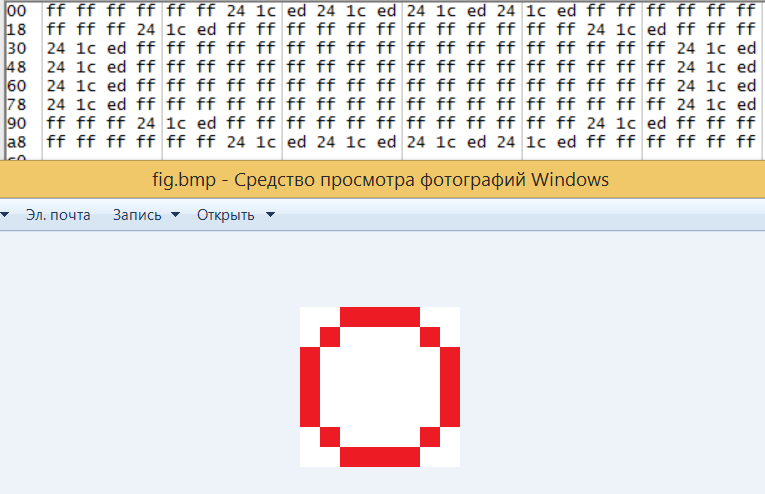 00 ff ff ff ff ff ff 24 1c ed 24 1c ed 24 1c ed 24 1c ed ff ff ff ff ff ff
18 ff ff ff 24 1c ed ff ff ff ff ff ff ff ff ff ff ff ff 24 1c ed ff ff ff
30 24 1c ed ff ff ff ff ff ff ff ff ff ff ff ff ff ff ff ff ff ff 24 1c ed
48 24 1c ed ff ff ff ff ff ff ff ff ff ff ff ff ff ff ff ff ff ff 24 1c ed
60 24 1c ed ff ff ff ff ff ff ff ff ff ff ff ff ff ff ff ff ff ff 24 1c ed
78 24 1c ed ff ff ff ff ff ff ff ff ff ff ff ff ff ff ff ff ff ff 24 1c ed
90 ff ff ff 24 1c ed ff ff ff ff ff ff ff ff ff ff ff ff 24 1c ed ff ff ff
a8 ff ff ff ff ff ff 24 1c ed 24 1c ed 24 1c ed 24 1c ed ff ff ff ff ff ff
fig.bmp - Средство просмотра фотографий Windows
Эл. почта Запись Открыть